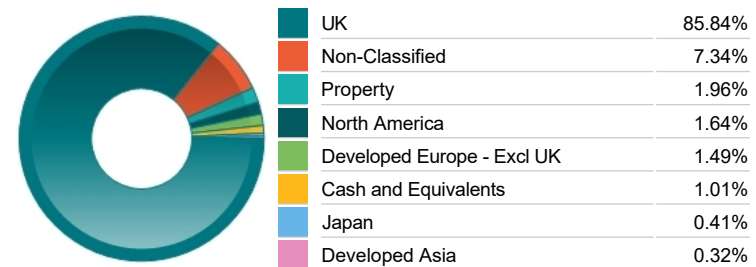 UK 85.84%
Non-Classified 7.34%
Property 1.96%
North America 1.64%
Developed Europe - Excl UK 1.49%
Cash and Equivalents 1.01%
Japan 0.41%
Developed Asia 0.32%